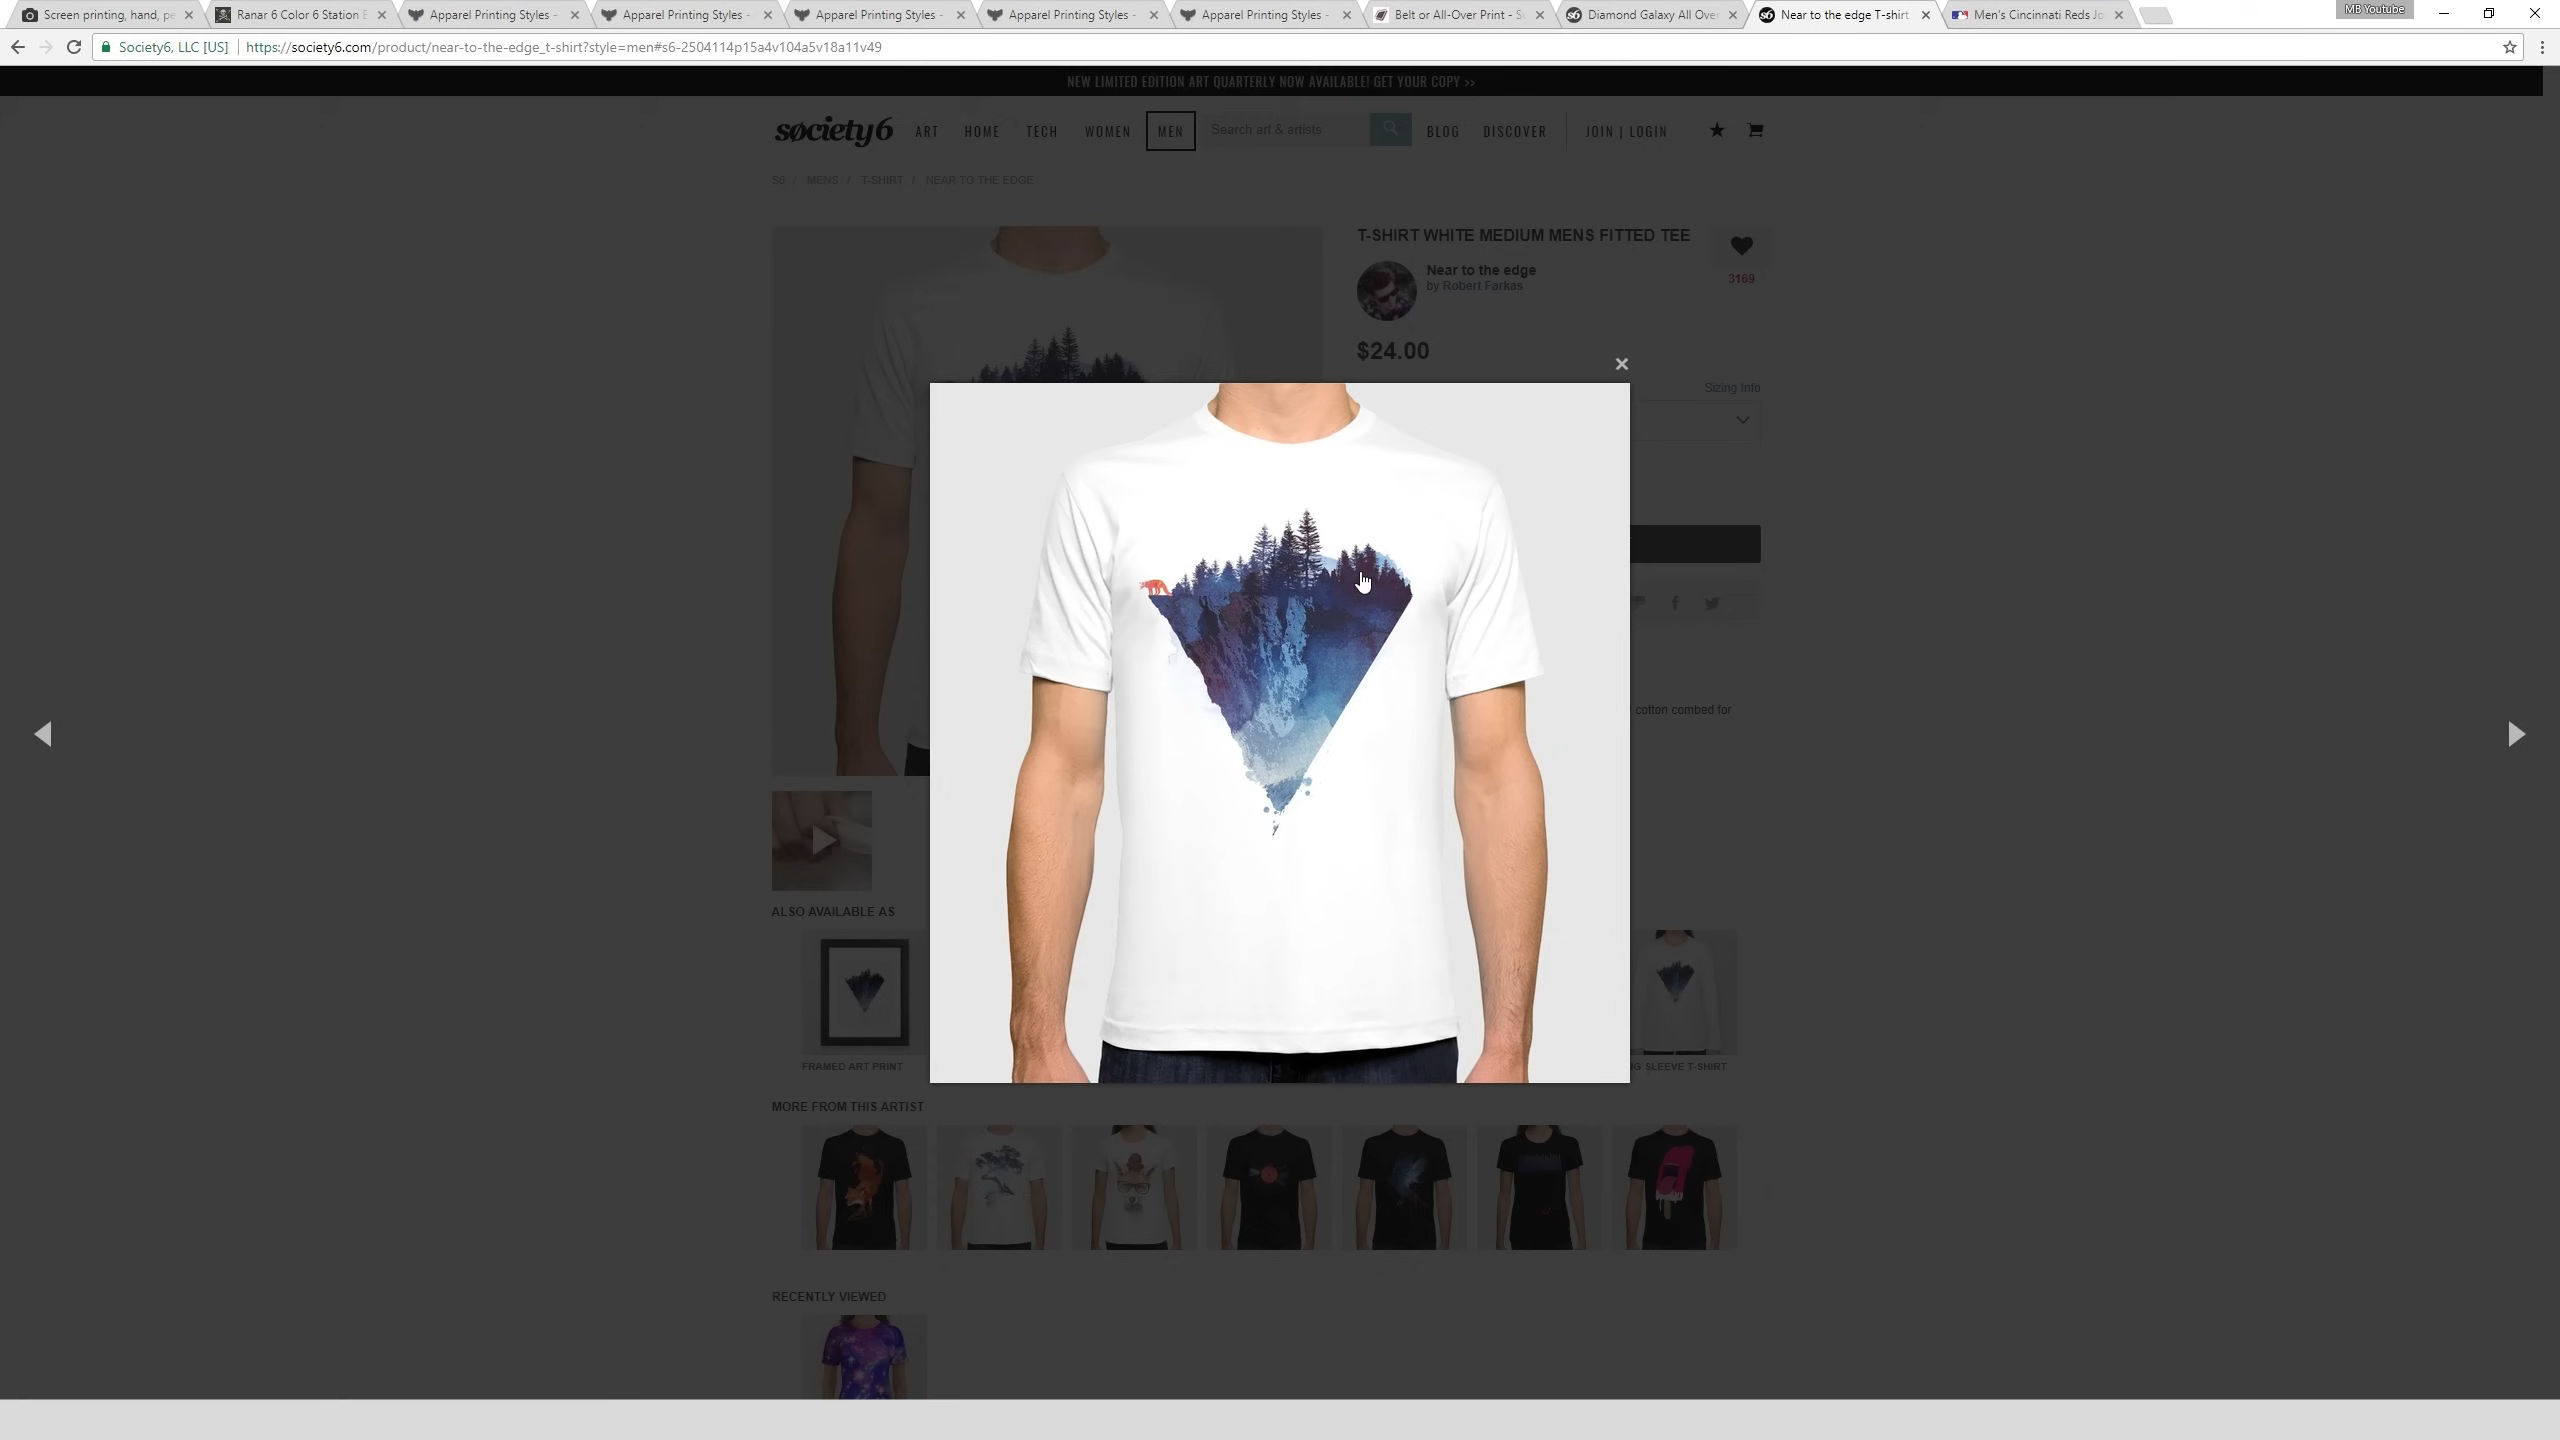 Screen printing, hand, pe
Ranar 6 Color 6 Station E
Apparel Printing Styles -
Apparel Printing Styles -
Apparel Printing Styles -
Apparel Printing Styles -
Apparel Printing Styles -
Belt or All-Over Print - Su
Diamond Galaxy All Over
Near to the edge T-shirt
Men's Cincinnati Reds Jo
MB Youtube
Society6, LLC [US]
https://society6.com/product/near-to-the-edge_t-shirt?style=men#s6-2504114p15a4v104a5v18a11v49
NEW LIMITED EDITION ART QUARTERLY NOW AVAILABLE! GET YOUR COPY >>
søciety6 ART HOME TECH WOMEN MEN Search art & artists BLOG DISCOVER JOIN | LOGIN
S6 / MENS / T-SHIRT / NEAR TO THE EDGE
T-SHIRT WHITE MEDIUM MENS FITTED TEE
Near to the edge
by Robert Farkas
3169
$24.00
Sizing Info
cotton combed for
ALSO AVAILABLE AS
FRAMED ART PRINT
G SLEEVE T-SHIRT
MORE FROM THIS ARTIST
RECENTLY VIEWED